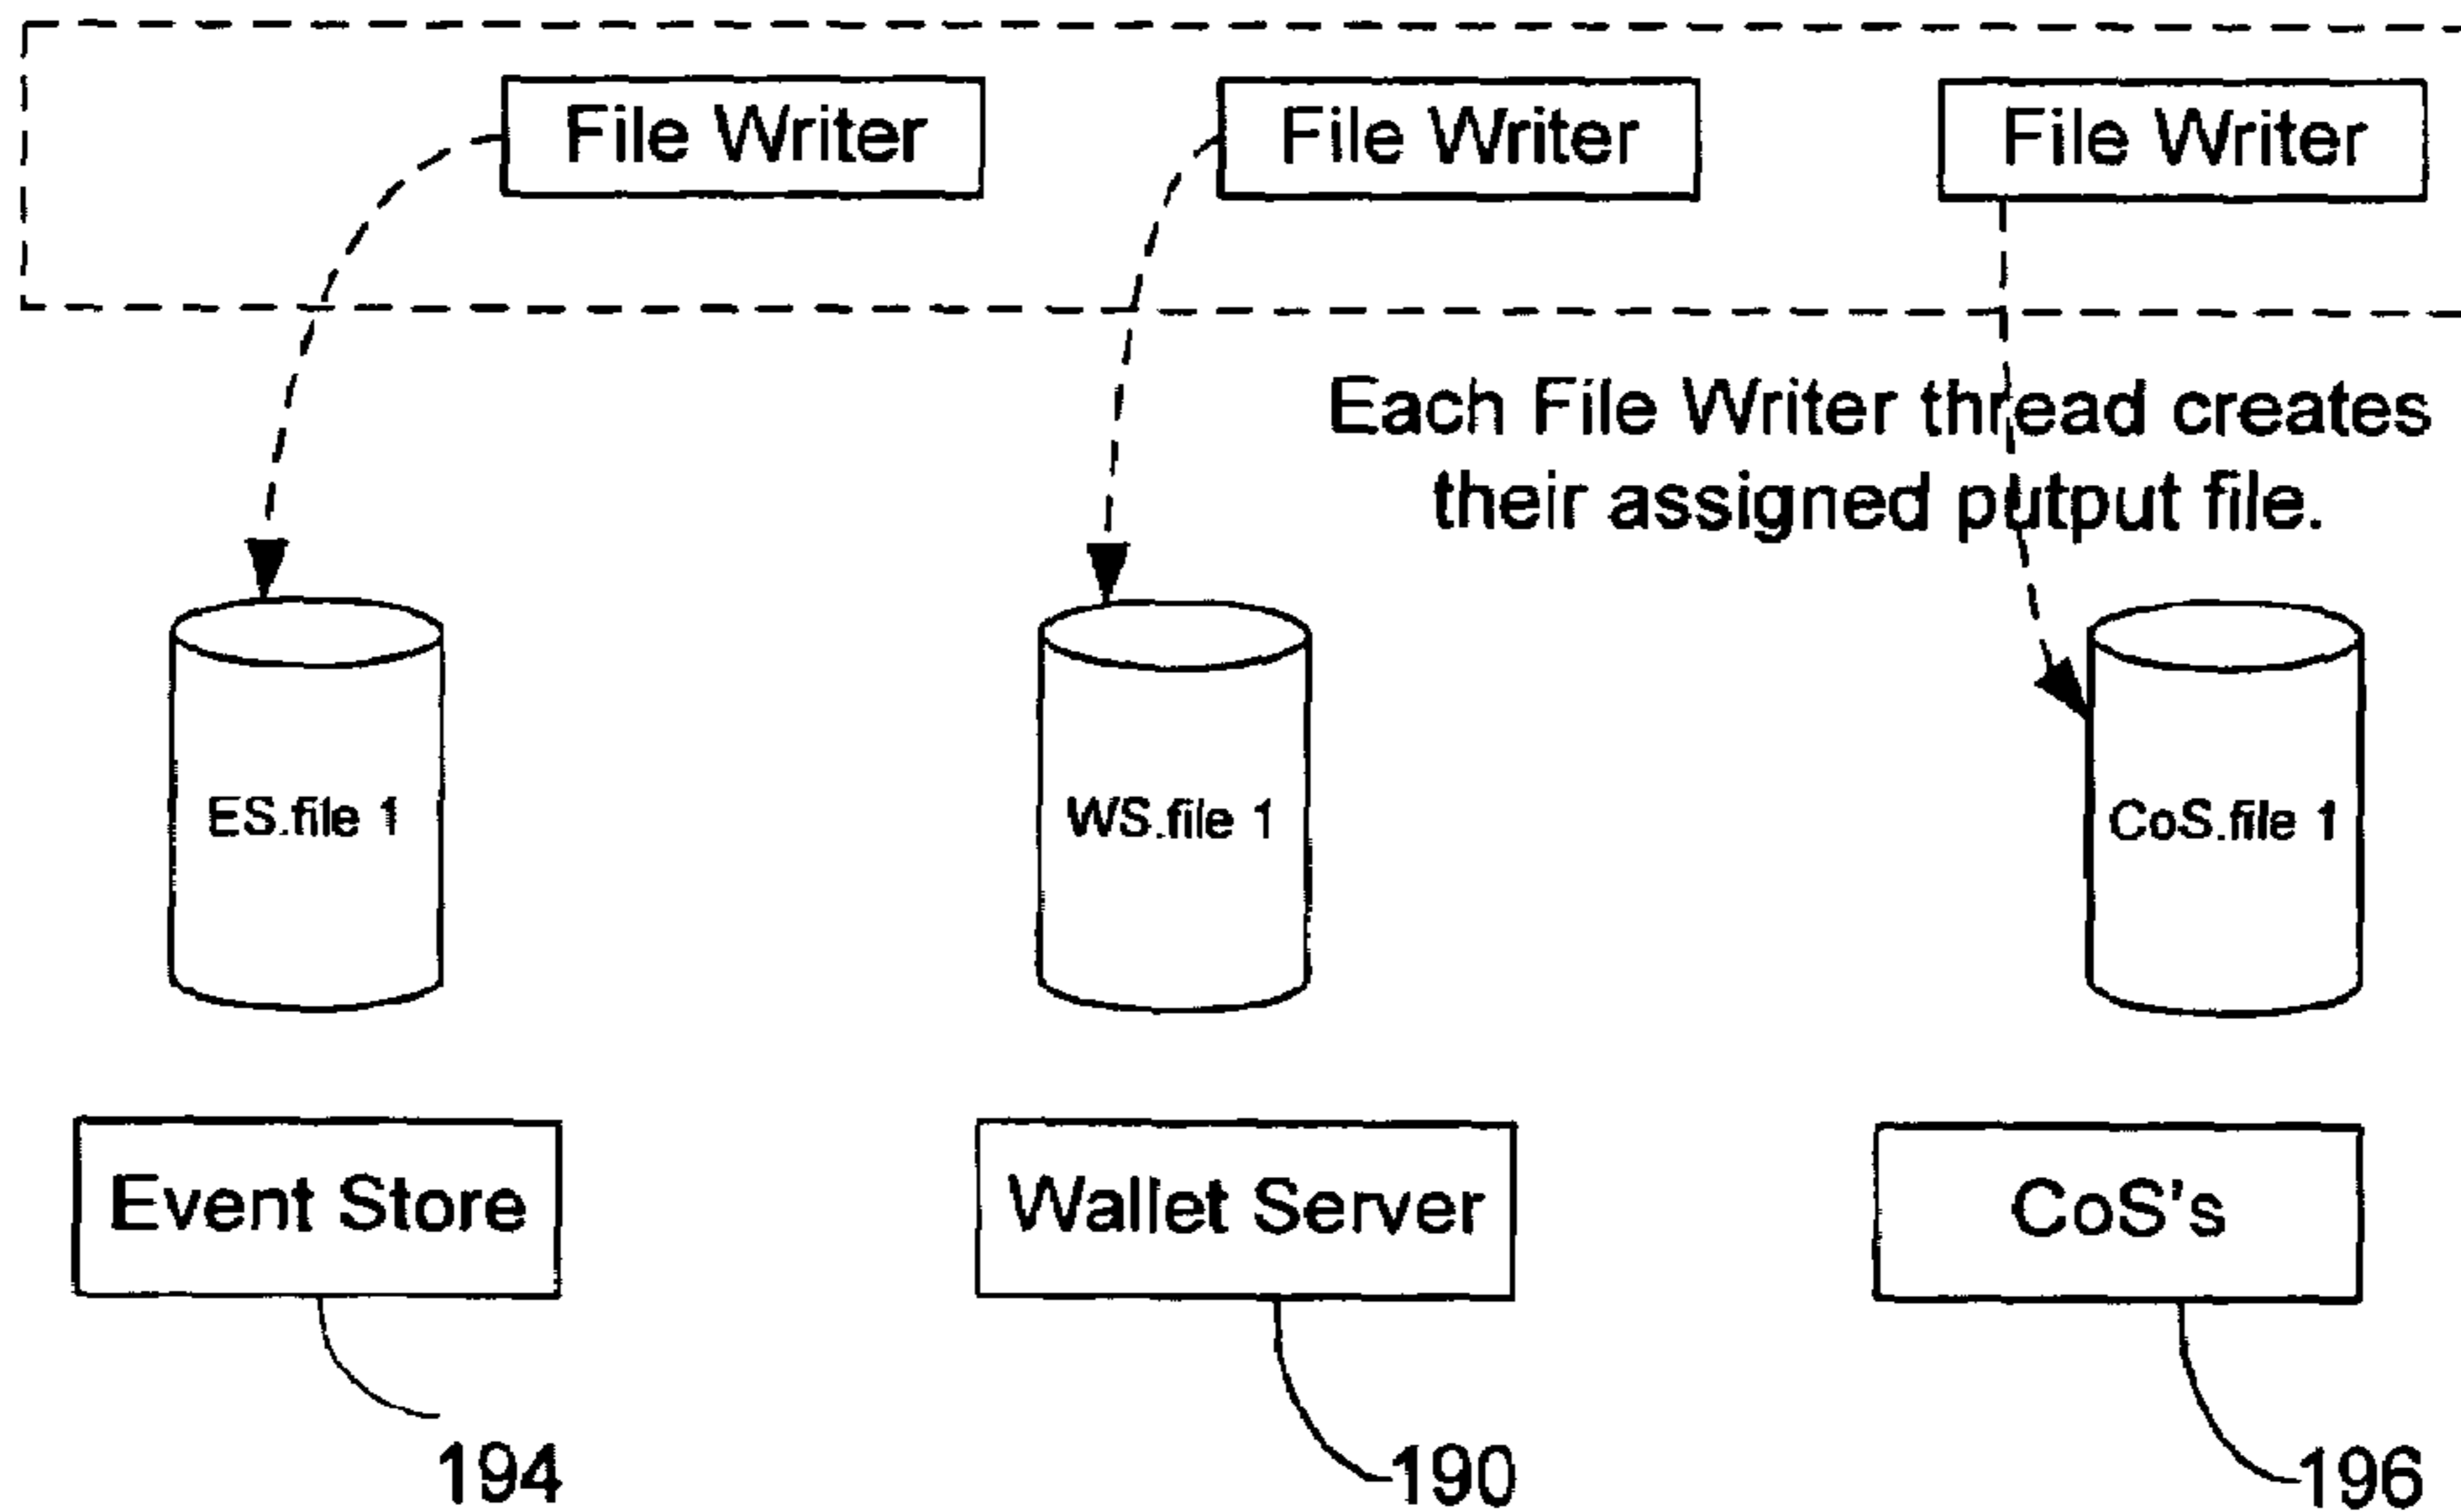 File Writer
File Writer
File Writer
Each File Writer thread creates
their assigned output file.
ES.file 1
WS.file 1
CoS.file 1
Event Store
Wallet Server
CoS's
194
190
196